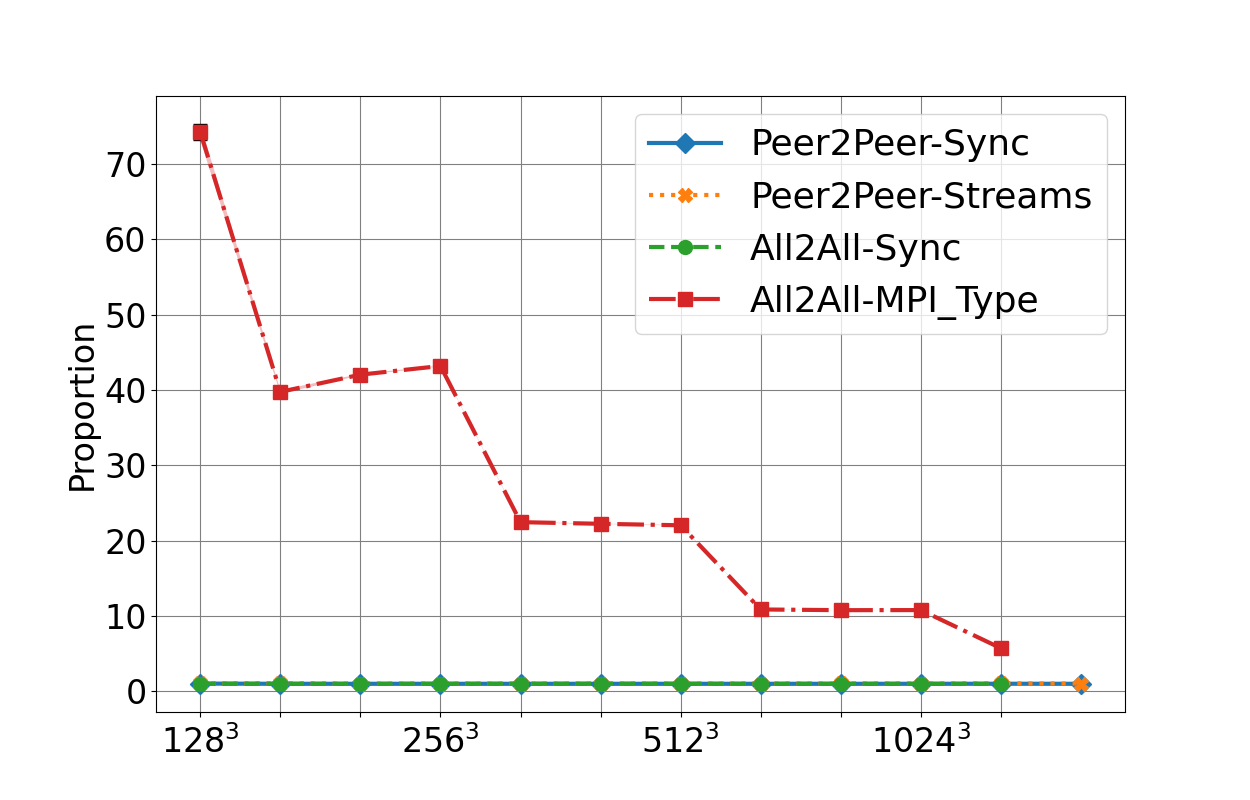 Proportion
70
60
50
40
30
20
10
0
128³
256³
512³
1024³
Peer2Peer-Sync
Peer2Peer-Streams
All2All-Sync
All2All-MPI_Type